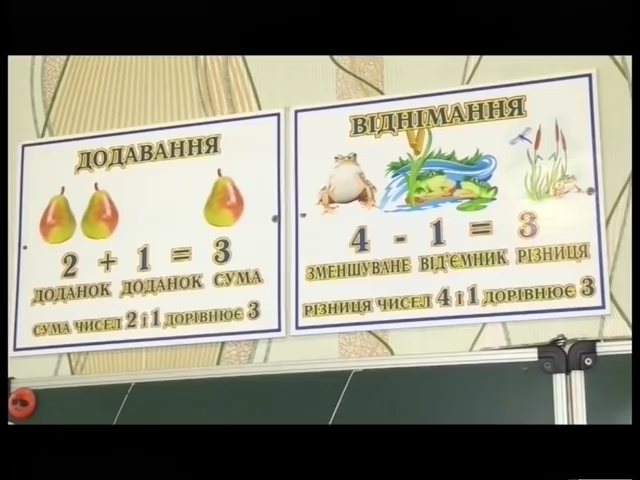 ДОДАВАННЯ
2 + 1 = 3
ДОДАНОК ДОДАНОК СУМА
СУМА ЧИСЕЛ 2 і 1 ДОРІВНЮЄ 3
ВІДНІМАННЯ
4 - 1 = 3
ЗМЕНШУВАНЕ ВІД'ЄМНИК РІЗНИЦЯ
РІЗНИЦЯ ЧИСЕЛ 4 і 1 ДОРІВНЮЄ 3